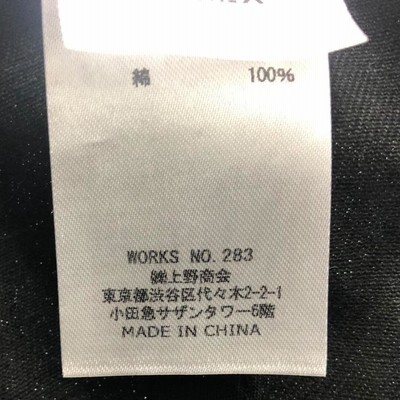 綿 100%
WORKS NO. 283
㈱上野商会
東京都渋谷区代々木2-2-1
小田急サザンタワー6階
MADE IN CHINA